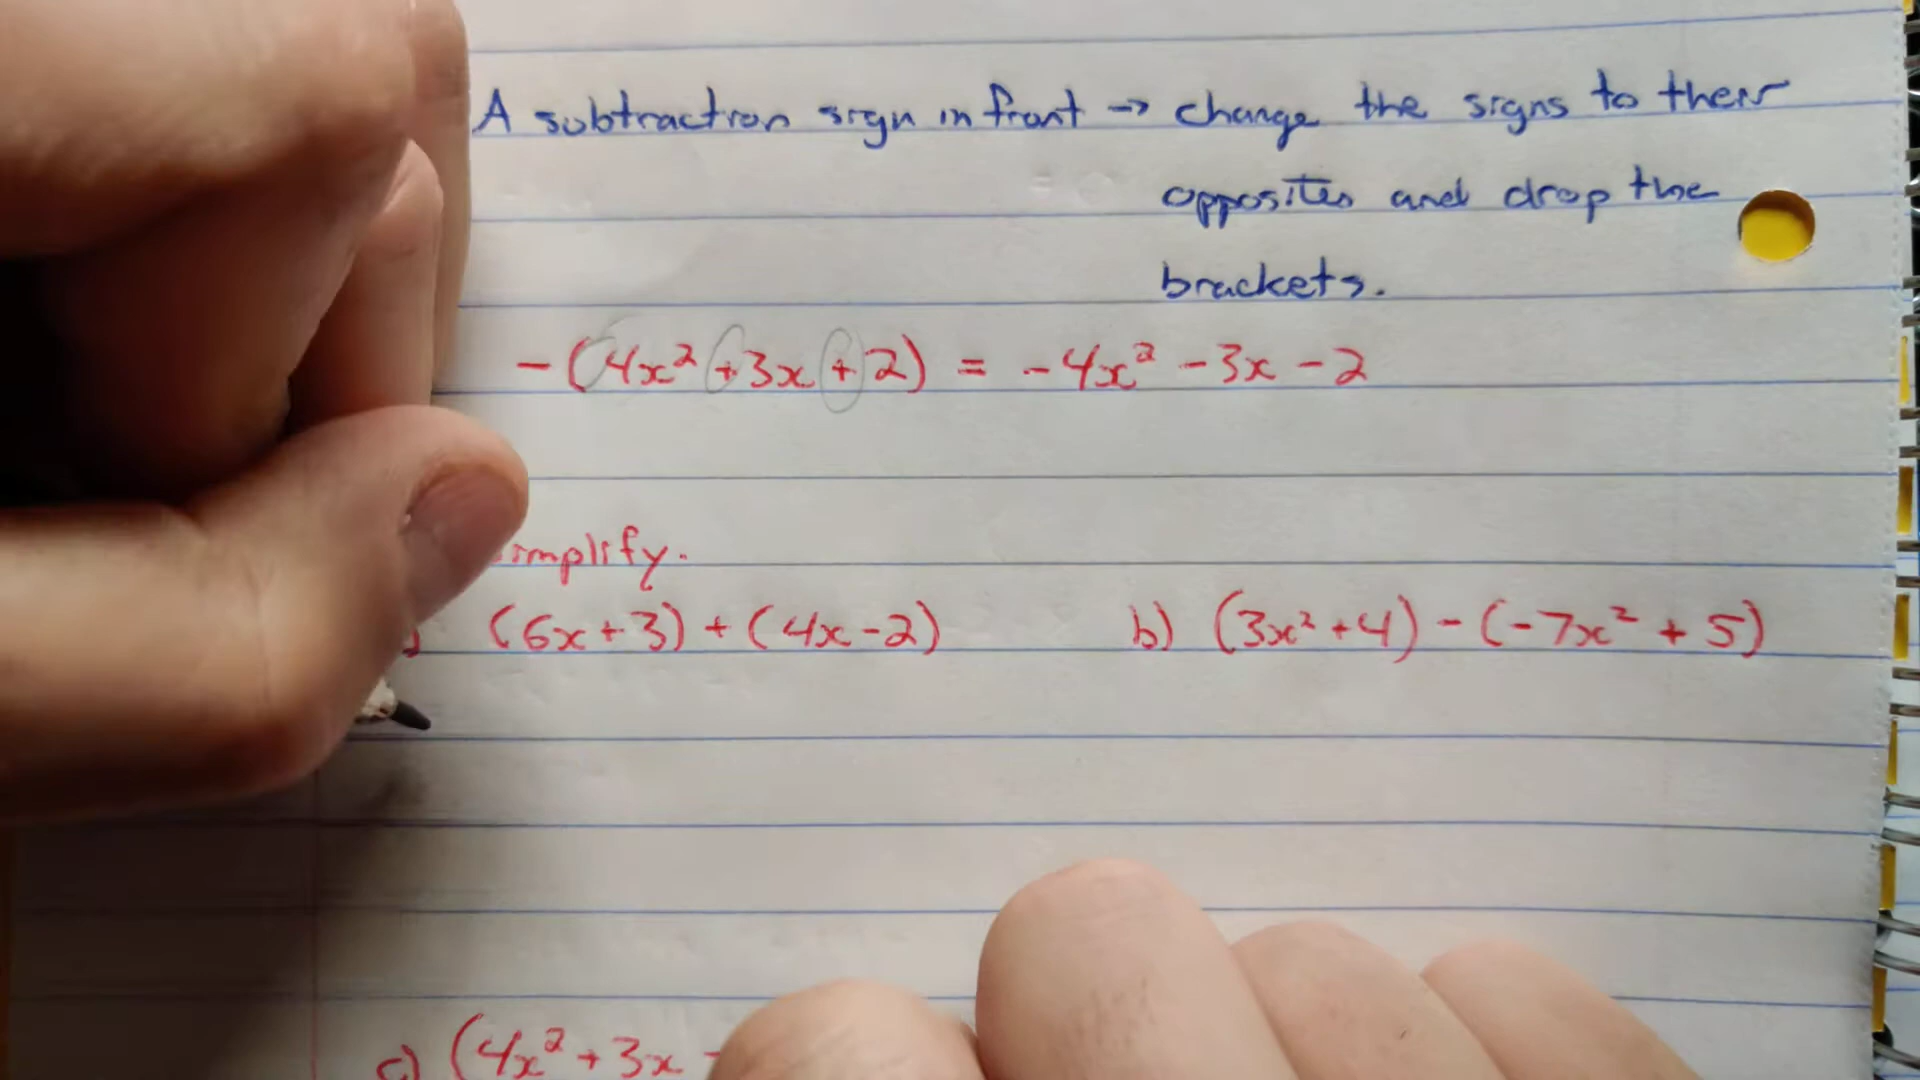 A subtraction sign in front → change the signs to their
opposites and drop the
brackets.
-(4x² +3x +2) = -4x² -3x -2
simplify.
(6x+3) + (4x-2) b) (3x²+4) - (-7x² + 5)
c) (4x² + 3x